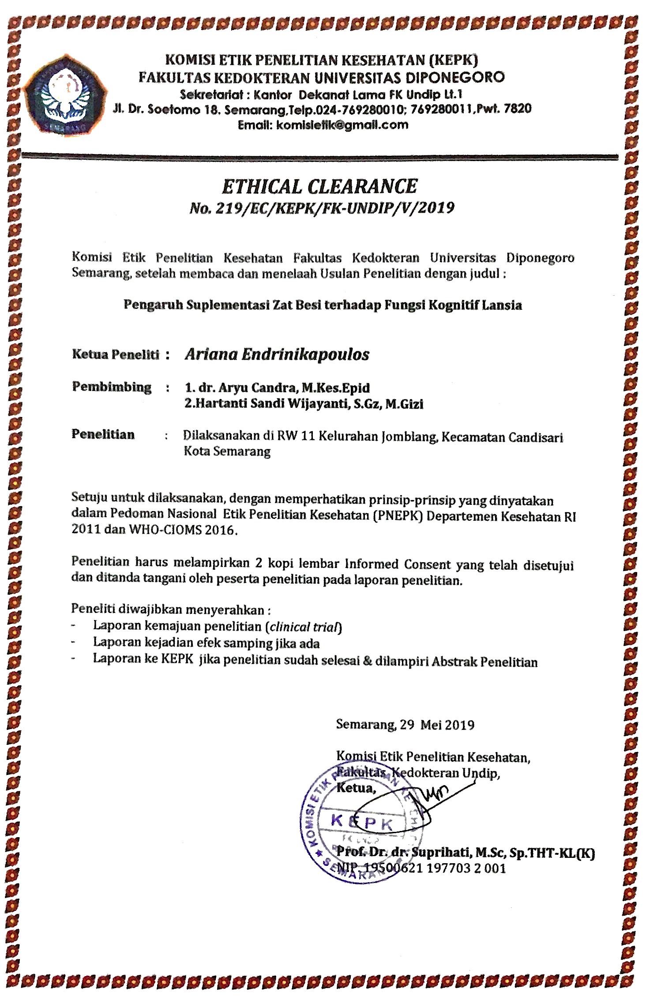 KOMISI ETIK PENELITIAN KESEHATAN (KEPK)
FAKULTAS KEDOKTERAN UNIVERSITAS DIPONEGORO
Sekretariat : Kantor Dekanat Lama FK Undip Lt.1
Jl. Dr. Soetomo 18. Semarang,Telp.024-769280010; 769280011,Pwt. 7820
Email: komisietik@gmail.com
SEMARANG
ETHICAL CLEARANCE
No. 219/EC/KEPK/FK-UNDIP/V/2019
Komisi Etik Penelitian Kesehatan Fakultas Kedokteran Universitas Diponegoro
Semarang, setelah membaca dan menelaah Usulan Penelitian dengan judul :
Pengaruh Suplementasi Zat Besi terhadap Fungsi Kognitif Lansia
Ketua Peneliti : Ariana Endrinikapoulos
Pembimbing : 1. dr. Aryu Candra, M.Kes.Epid
2.Hartanti Sandi Wijayanti, S.Gz, M.Gizi
Penelitian : Dilaksanakan di RW 11 Kelurahan Jomblang, Kecamatan Candisari
Kota Semarang
Setuju untuk dilaksanakan, dengan memperhatikan prinsip-prinsip yang dinyatakan
dalam Pedoman Nasional Etik Penelitian Kesehatan (PNEPK) Departemen Kesehatan RI
2011 dan WHO-CIOMS 2016.
Penelitian harus melampirkan 2 kopi lembar Informed Consent yang telah disetujui
dan ditanda tangani oleh peserta penelitian pada laporan penelitian.
Peneliti diwajibkan menyerahkan :
- Laporan kemajuan penelitian (clinical trial)
- Laporan kejadian efek samping jika ada
- Laporan ke KEPK jika penelitian sudah selesai & dilampiri Abstrak Penelitian
Semarang, 29 Mei 2019
Komisi Etik Penelitian Kesehatan,
Fakultas Kedokteran Undip,
Ketua,
KOMISI ETIK PENELITIAN
KEPK
FK UNDIP
SEMARANG
Prof. Dr. dr. Suprihati, M.Sc, Sp.THT-KL(K)
NIP. 19500621 197703 2 001